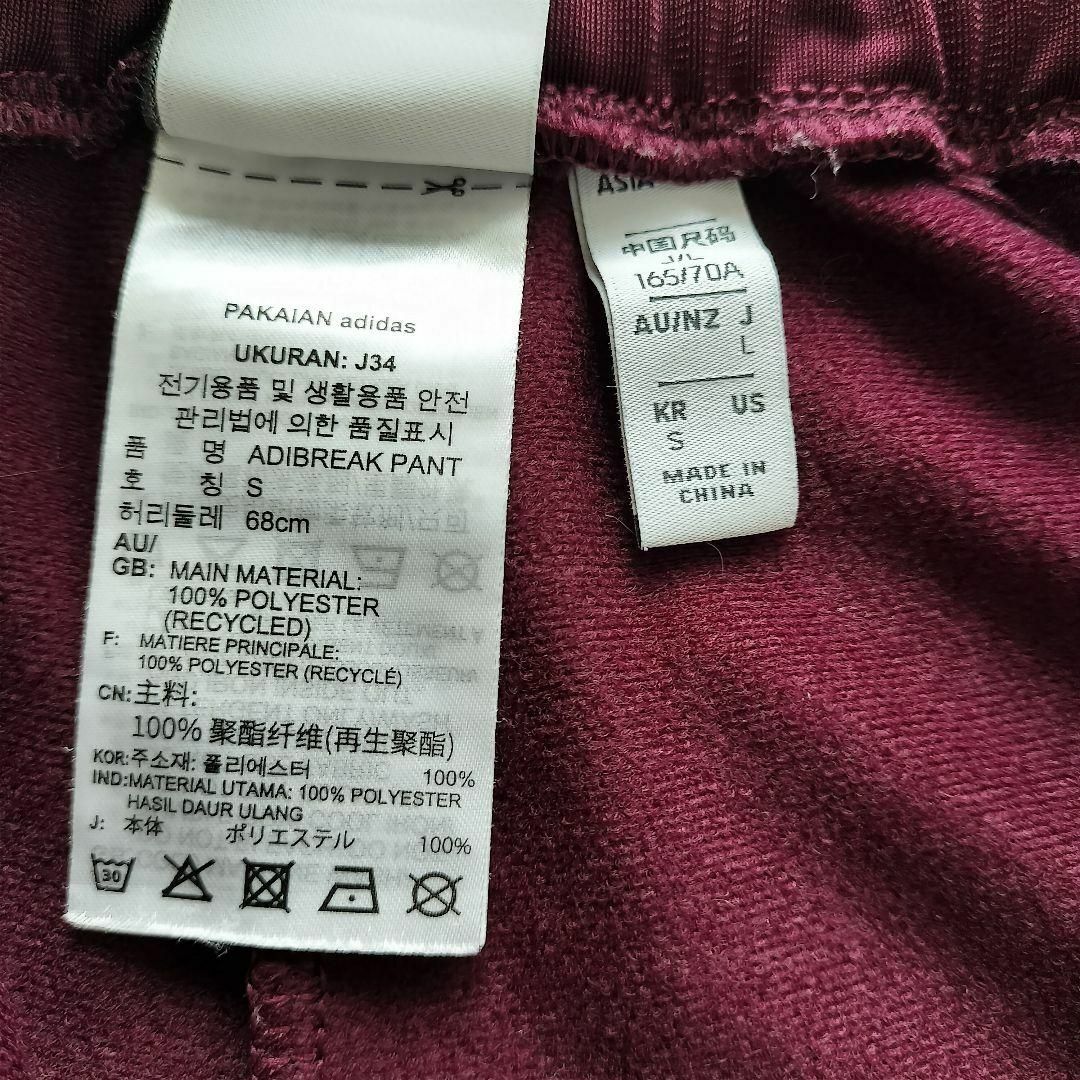 PAKAIAN adidas
UKURAN: J34
전기용품 및 생활용품 안전
관리법에 의한 품질표시
품 명 ADIBREAK PANT
호 칭 S
허리둘레 68cm
AU/
GB: MAIN MATERIAL:
100% POLYESTER
(RECYCLED)
F: MATIERE PRINCIPALE:
100% POLYESTER (RECYCLÉ)
CN:主料:
100% 聚酯纤维(再生聚酯)
KOR:주소재: 폴리에스터 100%
IND:MATERIAL UTAMA: 100% POLYESTER
HASIL DAUR ULANG
J: 本体 ポリエステル 100%
30
ASIA
中国尺码
165/70A
AU/NZ J
L
KR US
S
MADE IN
CHINA